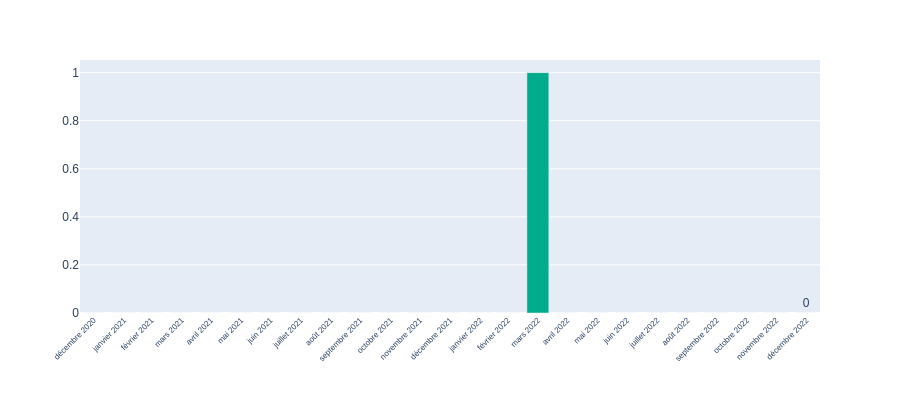 1
0.8
0.6
0.4
0.2
0
0
décembre 2020
janvier 2021
février 2021
mars 2021
avril 2021
mai 2021
juin 2021
juillet 2021
août 2021
septembre 2021
octobre 2021
novembre 2021
décembre 2021
janvier 2022
février 2022
mars 2022
avril 2022
mai 2022
juin 2022
juillet 2022
août 2022
septembre 2022
octobre 2022
novembre 2022
décembre 2022